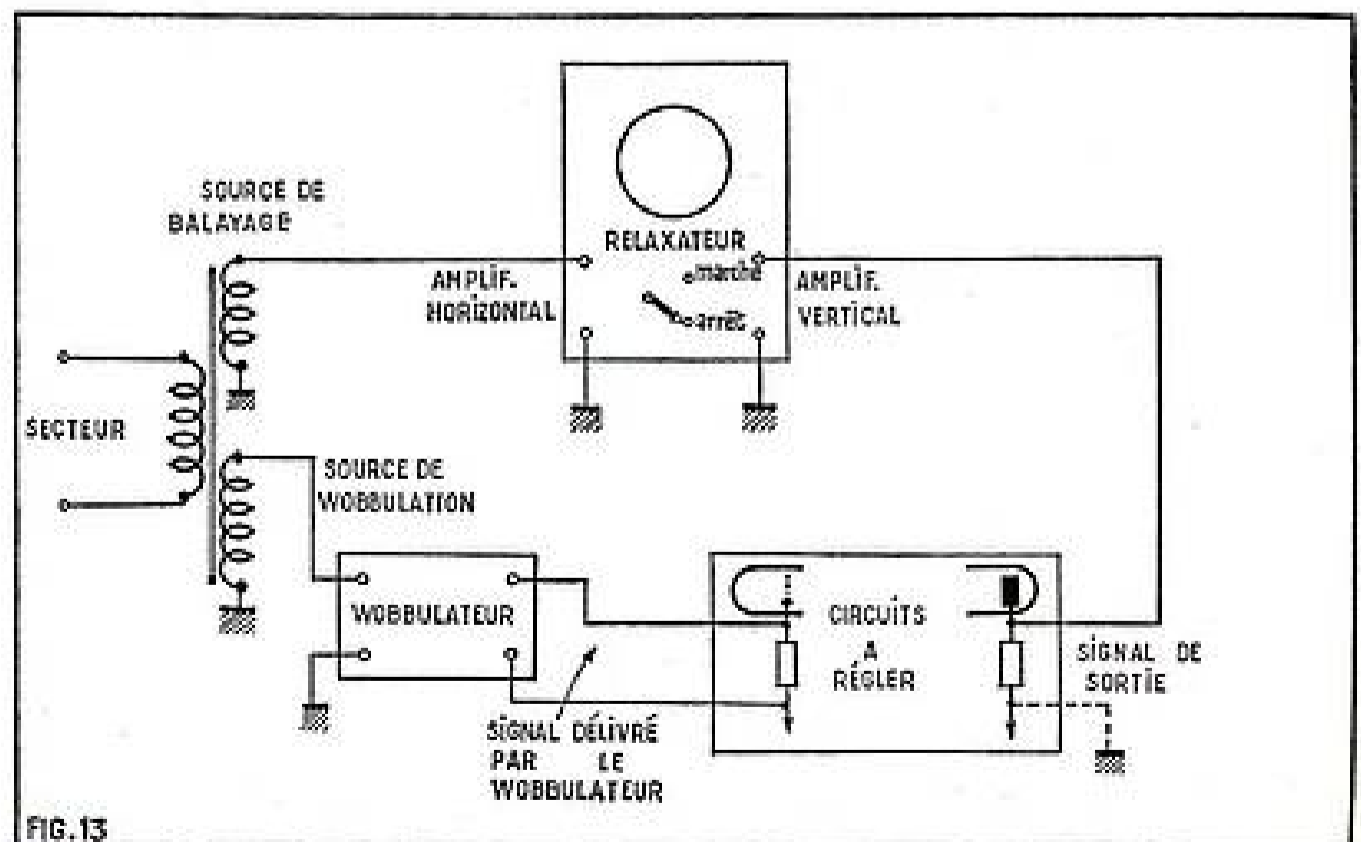 SOURCE DE
BALAYAGE
RELAXATEUR
marche
arrêt
AMPLIF.
HORIZONTAL
AMPLIF.
VERTICAL
SECTEUR
SOURCE DE
WOBBULATION
WOBBULATEUR
CIRCUITS
A
RÉGLER
SIGNAL DE
SORTIE
SIGNAL DÉLIVRÉ
PAR LE
WOBBULATEUR
FIG.13